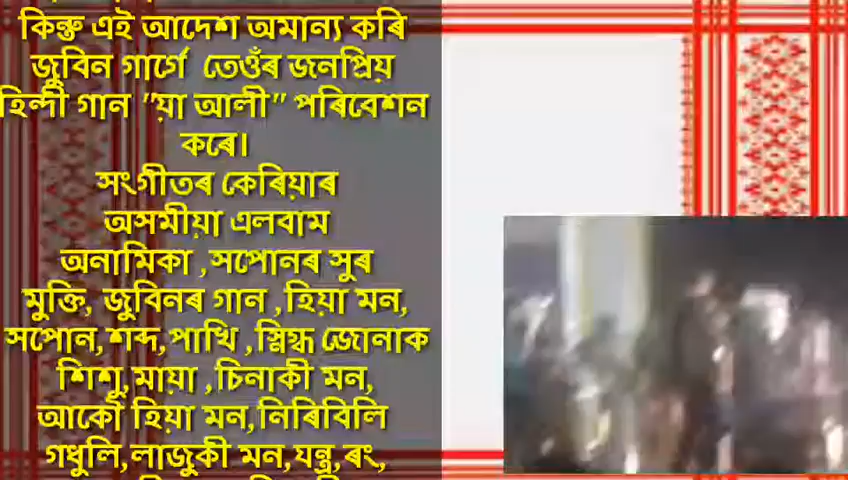 কিন্তু এই আদেশ অমান্য কৰি
জুবিন গাৰ্গে তেওঁৰ জনপ্ৰিয়
হিন্দী গান "য়া আলী" পৰিবেশন
কৰে।
সংগীতৰ কেৰিয়াৰ
অসমীয়া এলবাম
অনামিকা ,সপোনৰ সুৰ
মুক্তি, জুবিনৰ গান ,হিয়া মন,
সপোন,শব্দ,পাখি ,স্নিগ্ধ জোনাক
শিশু,মায়া ,চিনাকী মন,
আকৌ হিয়া মন,নিৰিবিলি
গধুলি,লাজুকী মন,যন্ত্ৰ,ৰং,